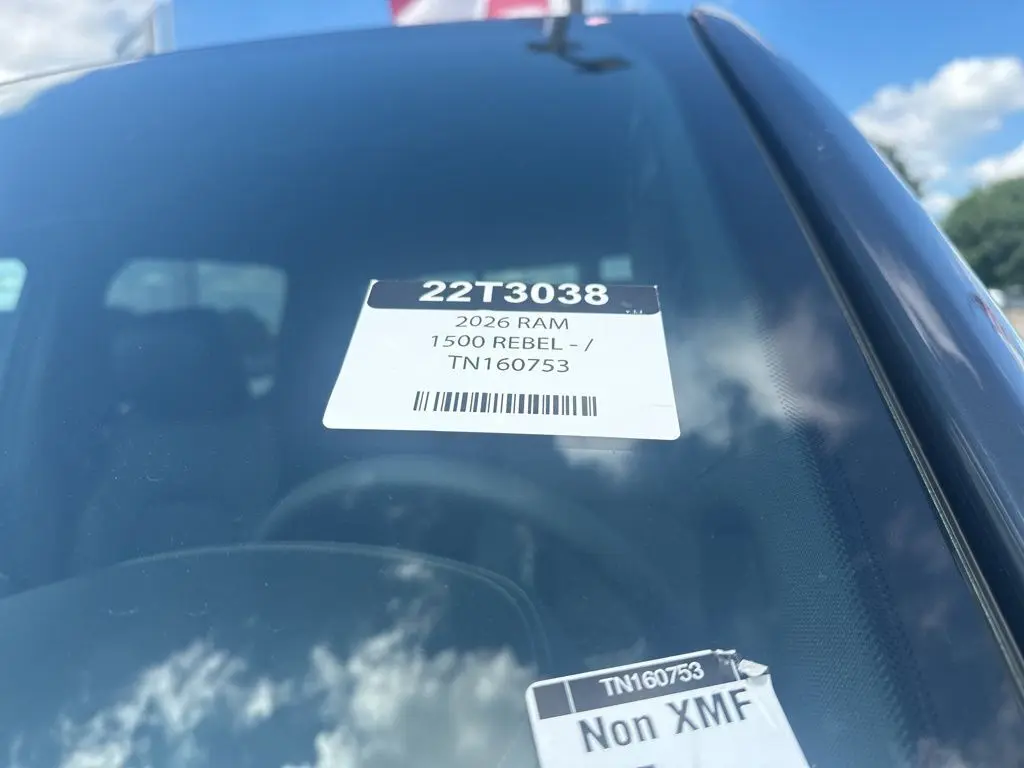 22T3038
2026 RAM
1500 REBEL - /
TN160753
TN160753
Non XMF